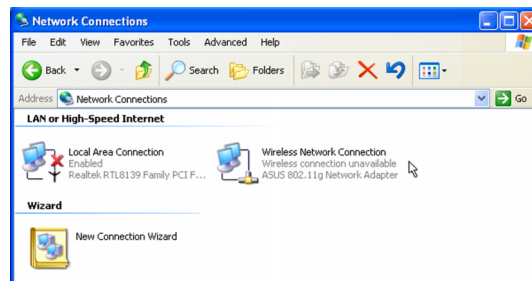 Network Connections
File Edit View Favorites Tools Advanced Help
Back Search Folders
Address Network Connections Go
LAN or High-Speed Internet
Local Area Connection
Enabled
Realtek RTL8139 Family PCI F...
Wireless Network Connection
Wireless connection unavailable
ASUS 802.11g Network Adapter
Wizard
New Connection Wizard